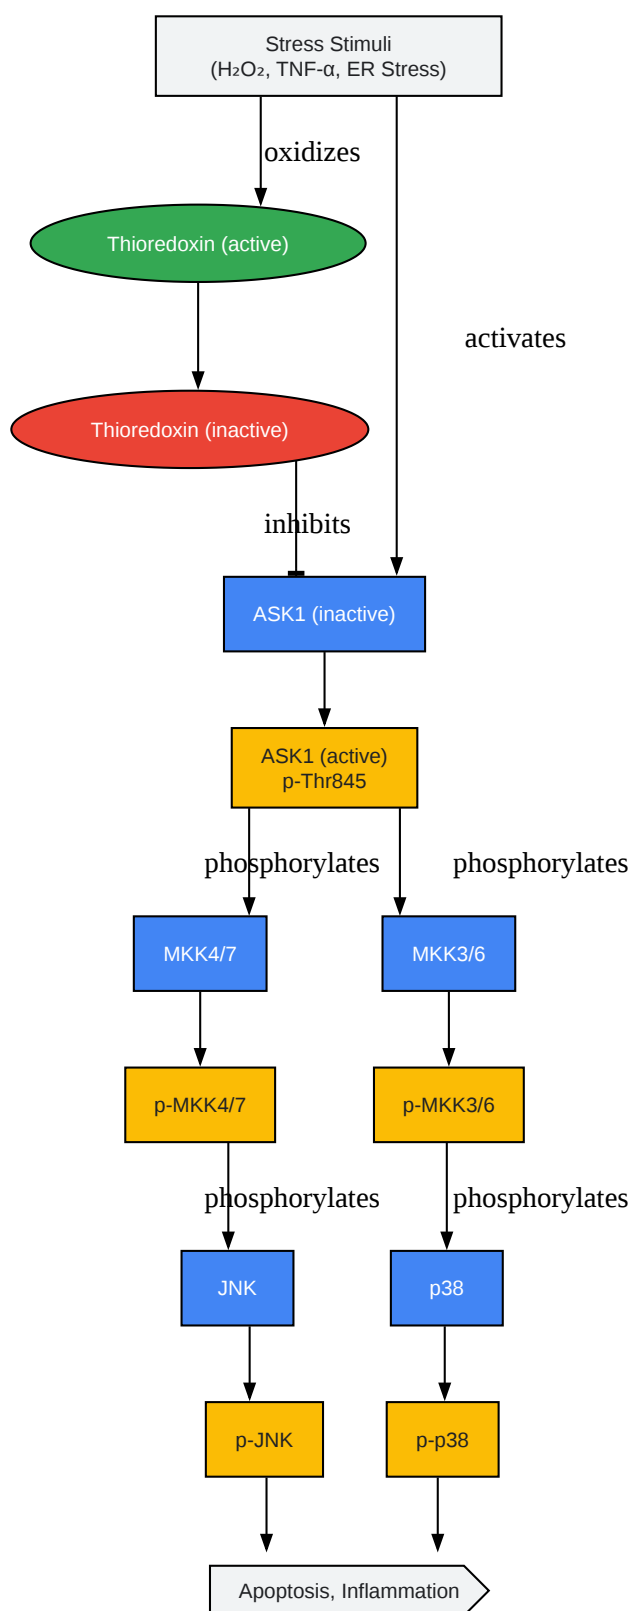 Stress Stimuli
(H₂O₂, TNF-α, ER Stress)
oxidizes
Thioredoxin (active)
activates
Thioredoxin (inactive)
inhibits
ASK1 (inactive)
ASK1 (active)
p-Thr845
phosphorylates
phosphorylates
MKK4/7
MKK3/6
p-MKK4/7
p-MKK3/6
phosphorylates
phosphorylates
JNK
p38
p-JNK
p-p38
Apoptosis, Inflammation